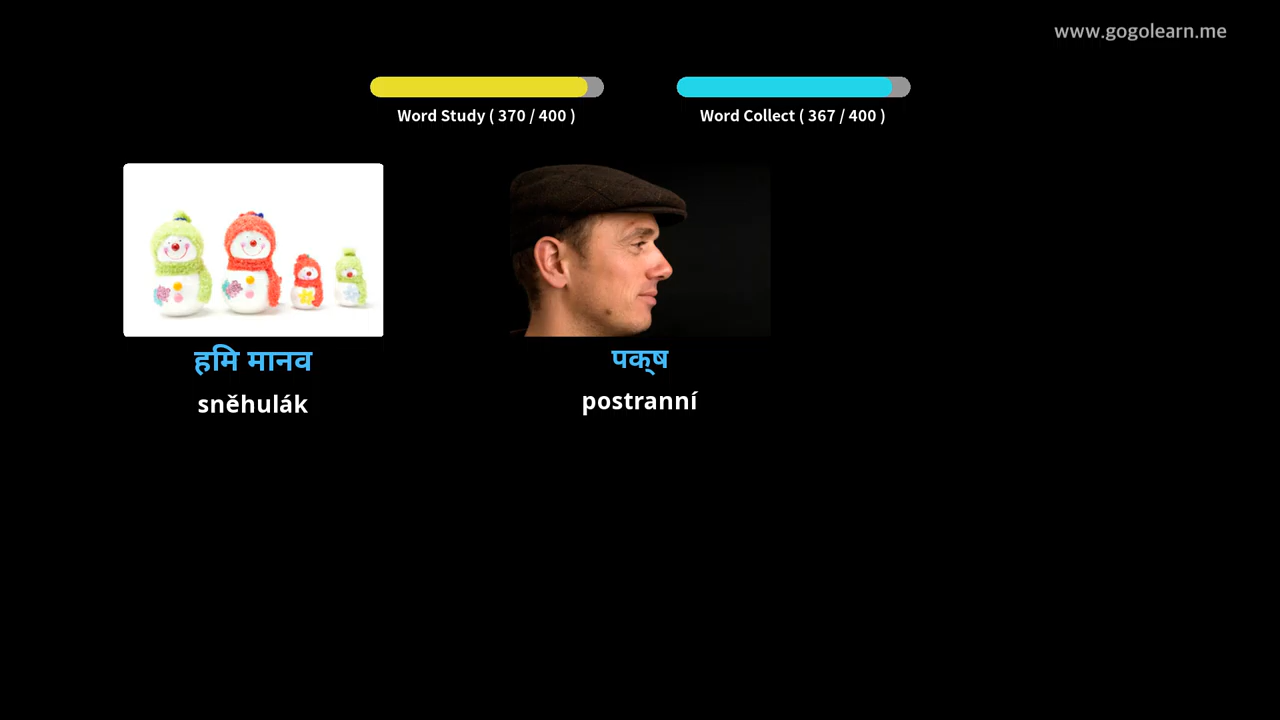 www.gogolearn.me
Word Study ( 370 / 400 )
Word Collect ( 367 / 400 )
हमि मानव
पक्‌ष
sněhulák
postranní